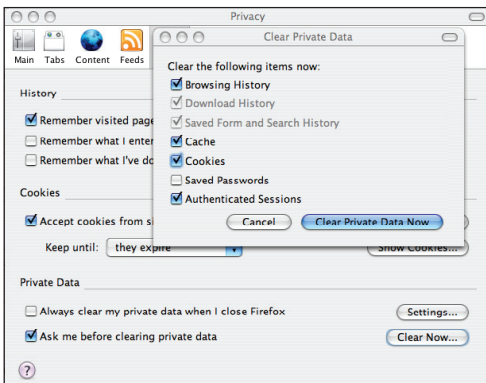 Privacy
Main Tabs Content Feeds
Clear Private Data
Clear the following items now:
Browsing History
Download History
Saved Form and Search History
Cache
Cookies
Saved Passwords
Authenticated Sessions
Cancel Clear Private Data Now
History
Remember visited page
Remember what I enter
Remember what I've do
Cookies
Accept cookies from si
Keep until: they expire Show Cookies...
Private Data
Always clear my private data when I close Firefox Settings...
Ask me before clearing private data Clear Now...
?